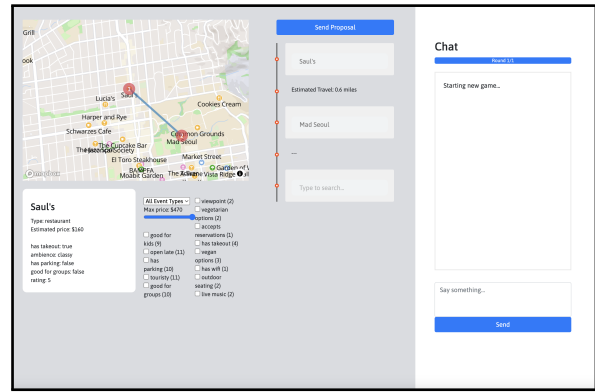 Grill
ook
Lucia's
Saul's
Cookies Cream
Harper and Rye
Schwarzes Cafe
Common Grounds
The Cupcake Bar
Mad Seoul
Market Street
El Toro Steakhouse
BAMPFA
Garden of
Moabit Garden
Vista Ridge
mapbox
Saul's
Type: restaurant
Estimated price: $160
has takeout: true
ambience: classy
has parking: false
good for groups: false
rating: 5
All Event Types
Max price: $470
good for
kids (9)
open late (11)
has
parking (10)
touristy (11)
good for
groups (10)
viewpoint (2)
vegetarian
options (2)
accepts
reservations (1)
has takeout (4)
vegan
options (3)
has wifi (1)
outdoor
seating (2)
live music (2)
Send Proposal
Saul's
Estimated Travel: 0.6 miles
Mad Seoul
---
Type to search...
Chat
Round 1/1
Starting new game...
Say something...
Send